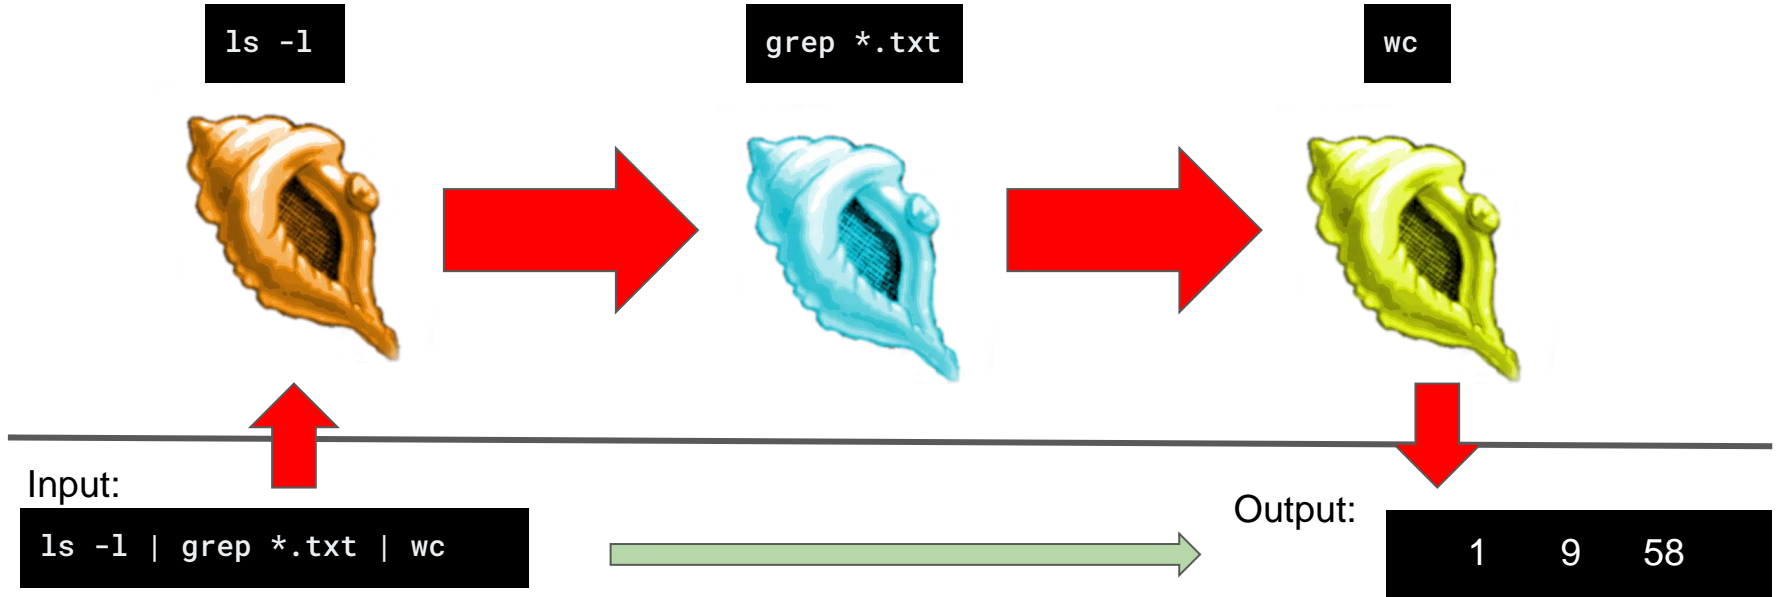 ls -l
grep *.txt
wc
Input:
ls -l | grep *.txt | wc
Output:
1 9 58